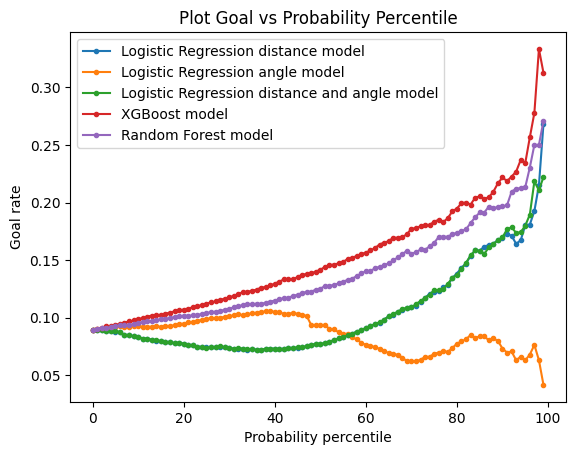 Plot Goal vs Probability Percentile
Logistic Regression distance model
Logistic Regression angle model
Logistic Regression distance and angle model
XGBoost model
Random Forest model
Goal rate
0.30
0.25
0.20
0.15
0.10
0.05
0 20 40 60 80 100
Probability percentile